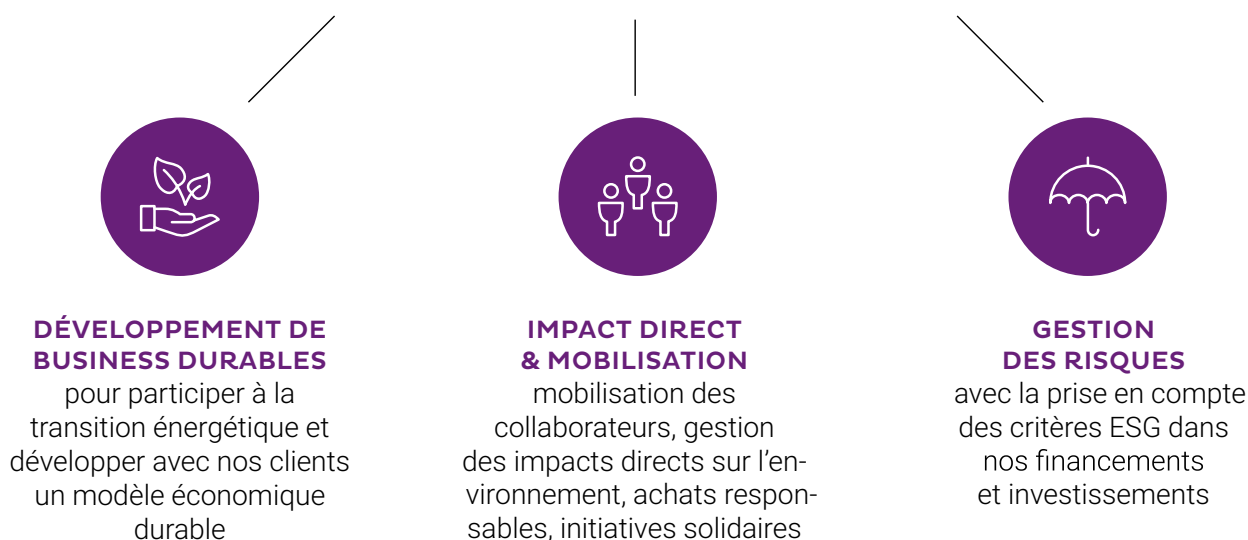 DÉVELOPPEMENT DE
BUSINESS DURABLES
pour participer à la
transition énergétique et
développer avec nos clients
un modèle économique
durable
IMPACT DIRECT
& MOBILISATION
mobilisation des
collaborateurs, gestion
des impacts directs sur l’en-
vironnement, achats respon-
sables, initiatives solidaires
GESTION
DES RISQUES
avec la prise en compte
des critères ESG dans
nos financements
et investissements